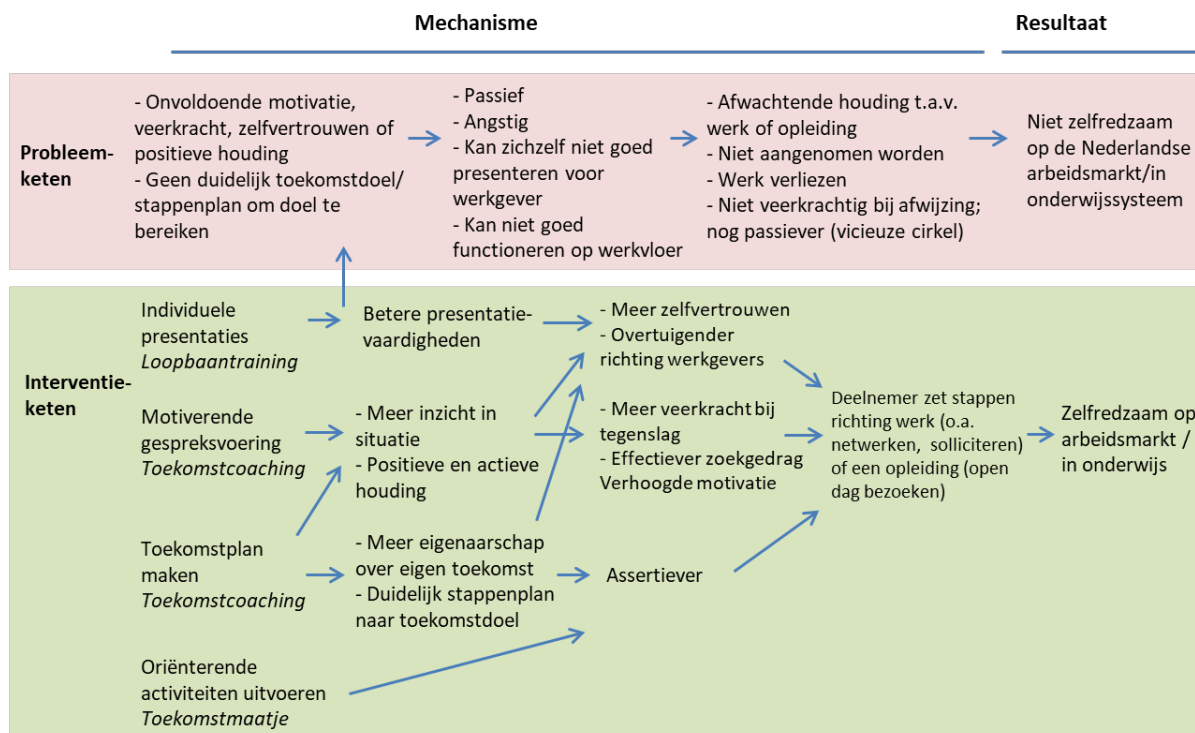 Mechanisme
Resultaat
Probleem-
keten
- Onvoldoende motivatie,
veerkracht, zelfvertrouwen of
positieve houding
- Geen duidelijk toekomstdoel/
stappenplan om doel te
bereiken
- Passief
- Angstig
- Kan zichzelf niet goed
presenteren voor
werkgever
- Kan niet goed
functioneren op werkvloer
- Afwachtende houding t.a.v.
werk of opleiding
- Niet aangenomen worden
- Werk verliezen
- Niet veerkrachtig bij afwijzing;
nog passiever (vicieuze cirkel)
Niet zelfredzaam
op de Nederlandse
arbeidsmarkt/in
onderwijssysteem
Interventie-
keten
Individuele
presentaties
Loopbaantraining
Betere presentatie-
vaardigheden
- Meer zelfvertrouwen
- Overtuigender
richting werkgevers
Motiverende
gespreksvoering
Toekomstcoaching
- Meer inzicht in
situatie
- Positieve en actieve
houding
- Meer veerkracht bij
tegenslag
- Effectiever zoekgedrag
Verhoogde motivatie
Deelnemer zet stappen
richting werk (o.a.
netwerken, solliciteren)
of een opleiding (open
dag bezoeken)
Zelfredzaam op
arbeidsmarkt /
in onderwijs
Toekomstplan
maken
Toekomstcoaching
- Meer eigenaarschap
over eigen toekomst
- Duidelijk stappenplan
naar toekomstdoel
Assertiever
Oriënterende
activiteiten uitvoeren
Toekomstmaatje